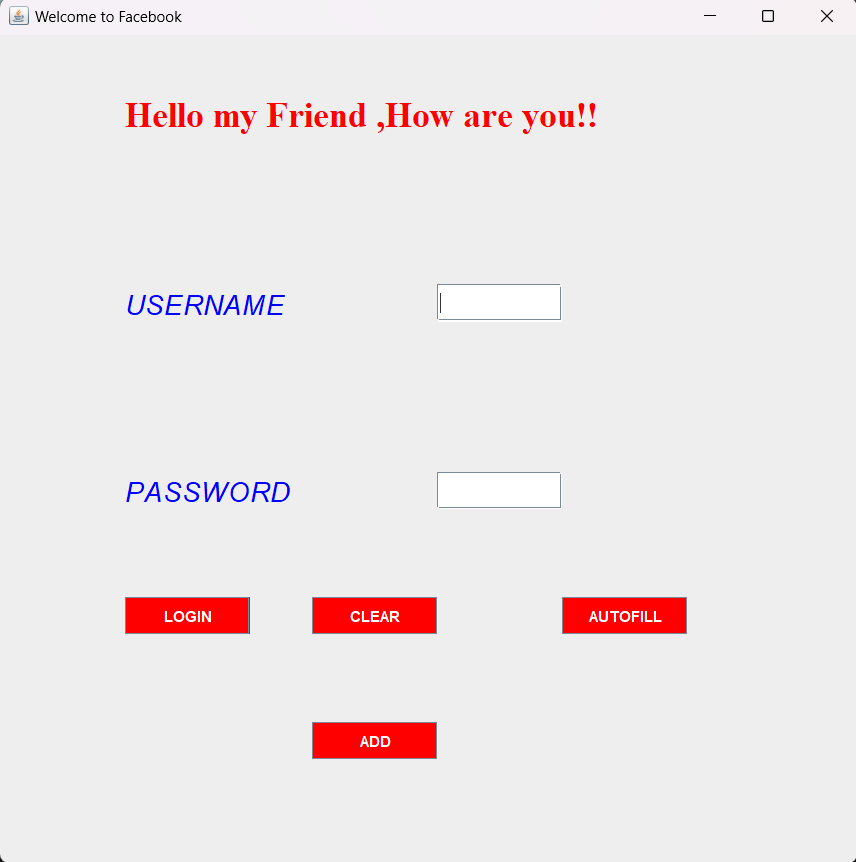 Welcome to Facebook
Hello my Friend ,How are you!!
USERNAME
PASSWORD
LOGIN CLEAR AUTOFILL
ADD